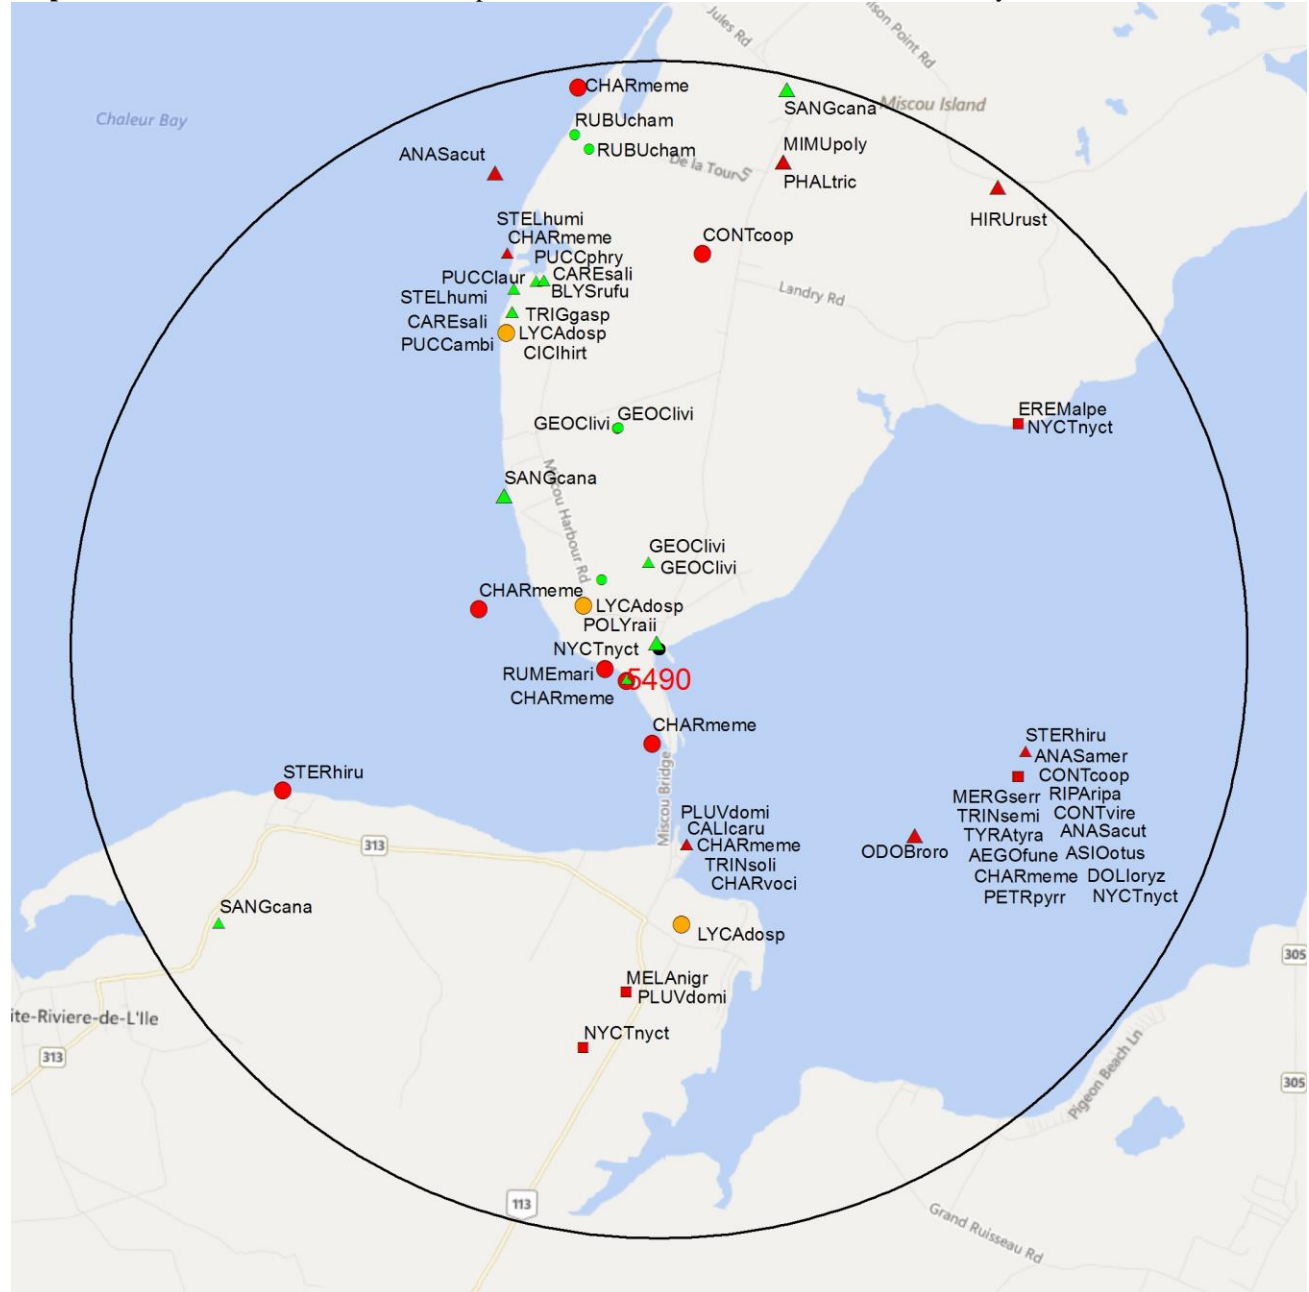 Jules Rd
ison Point Rd
CHARmeme
SANGcana
Miscou Island
Chaleur Bay
RUBUcham
RUBUcham
MIMUpoly
De la Tour Ln
ANASacut
PHALtric
HIRUrust
STELhumi
CHARmeme
CONTcoop
PUCCphry
PUCClaur
CAREsali
STELhumi
BLYSrufu
Landry Rd
CAREsali
TRIGgasp
PUCCambi
LYCAdosp
CICIhirt
GEOClivi
GEOClivi
EREMalpe
NYCTnyct
SANGcana
Miscou Harbour Rd
GEOClivi
GEOClivi
CHARmeme
LYCAdosp
POLYraii
NYCTnyct
RUMEmari
5490
CHARmeme
CHARmeme
STERhiru
ANASamer
CONTcoop
STERhiru
Miscou Bridge
MERGserr
RIPAripa
PLUVdomi
TRINsemi
CONTvire
CALIcaru
TYRAtyra
ANASacut
313
CHARmeme
ODOBroro
AEGOfune
ASIOotus
TRINsoli
CHARmeme
DOLIoryz
CHARvoci
PETRpyrr
NYCTnyct
SANGcana
LYCAdosp
305
MELAnigr
PLUVdomi
ite-Riviere-de-L'Ile
NYCTnyct
313
Pigeon Beach Ln
305
113
Grand Ruisseau Rd